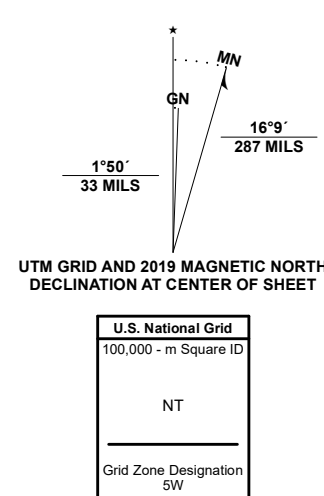 ★
MN
GN
16°9´
287 MILS
1°50´
33 MILS
UTM GRID AND 2019 MAGNETIC NORTH
DECLINATION AT CENTER OF SHEET
U.S. National Grid
100,000 - m Square ID
NT
Grid Zone Designation
5W